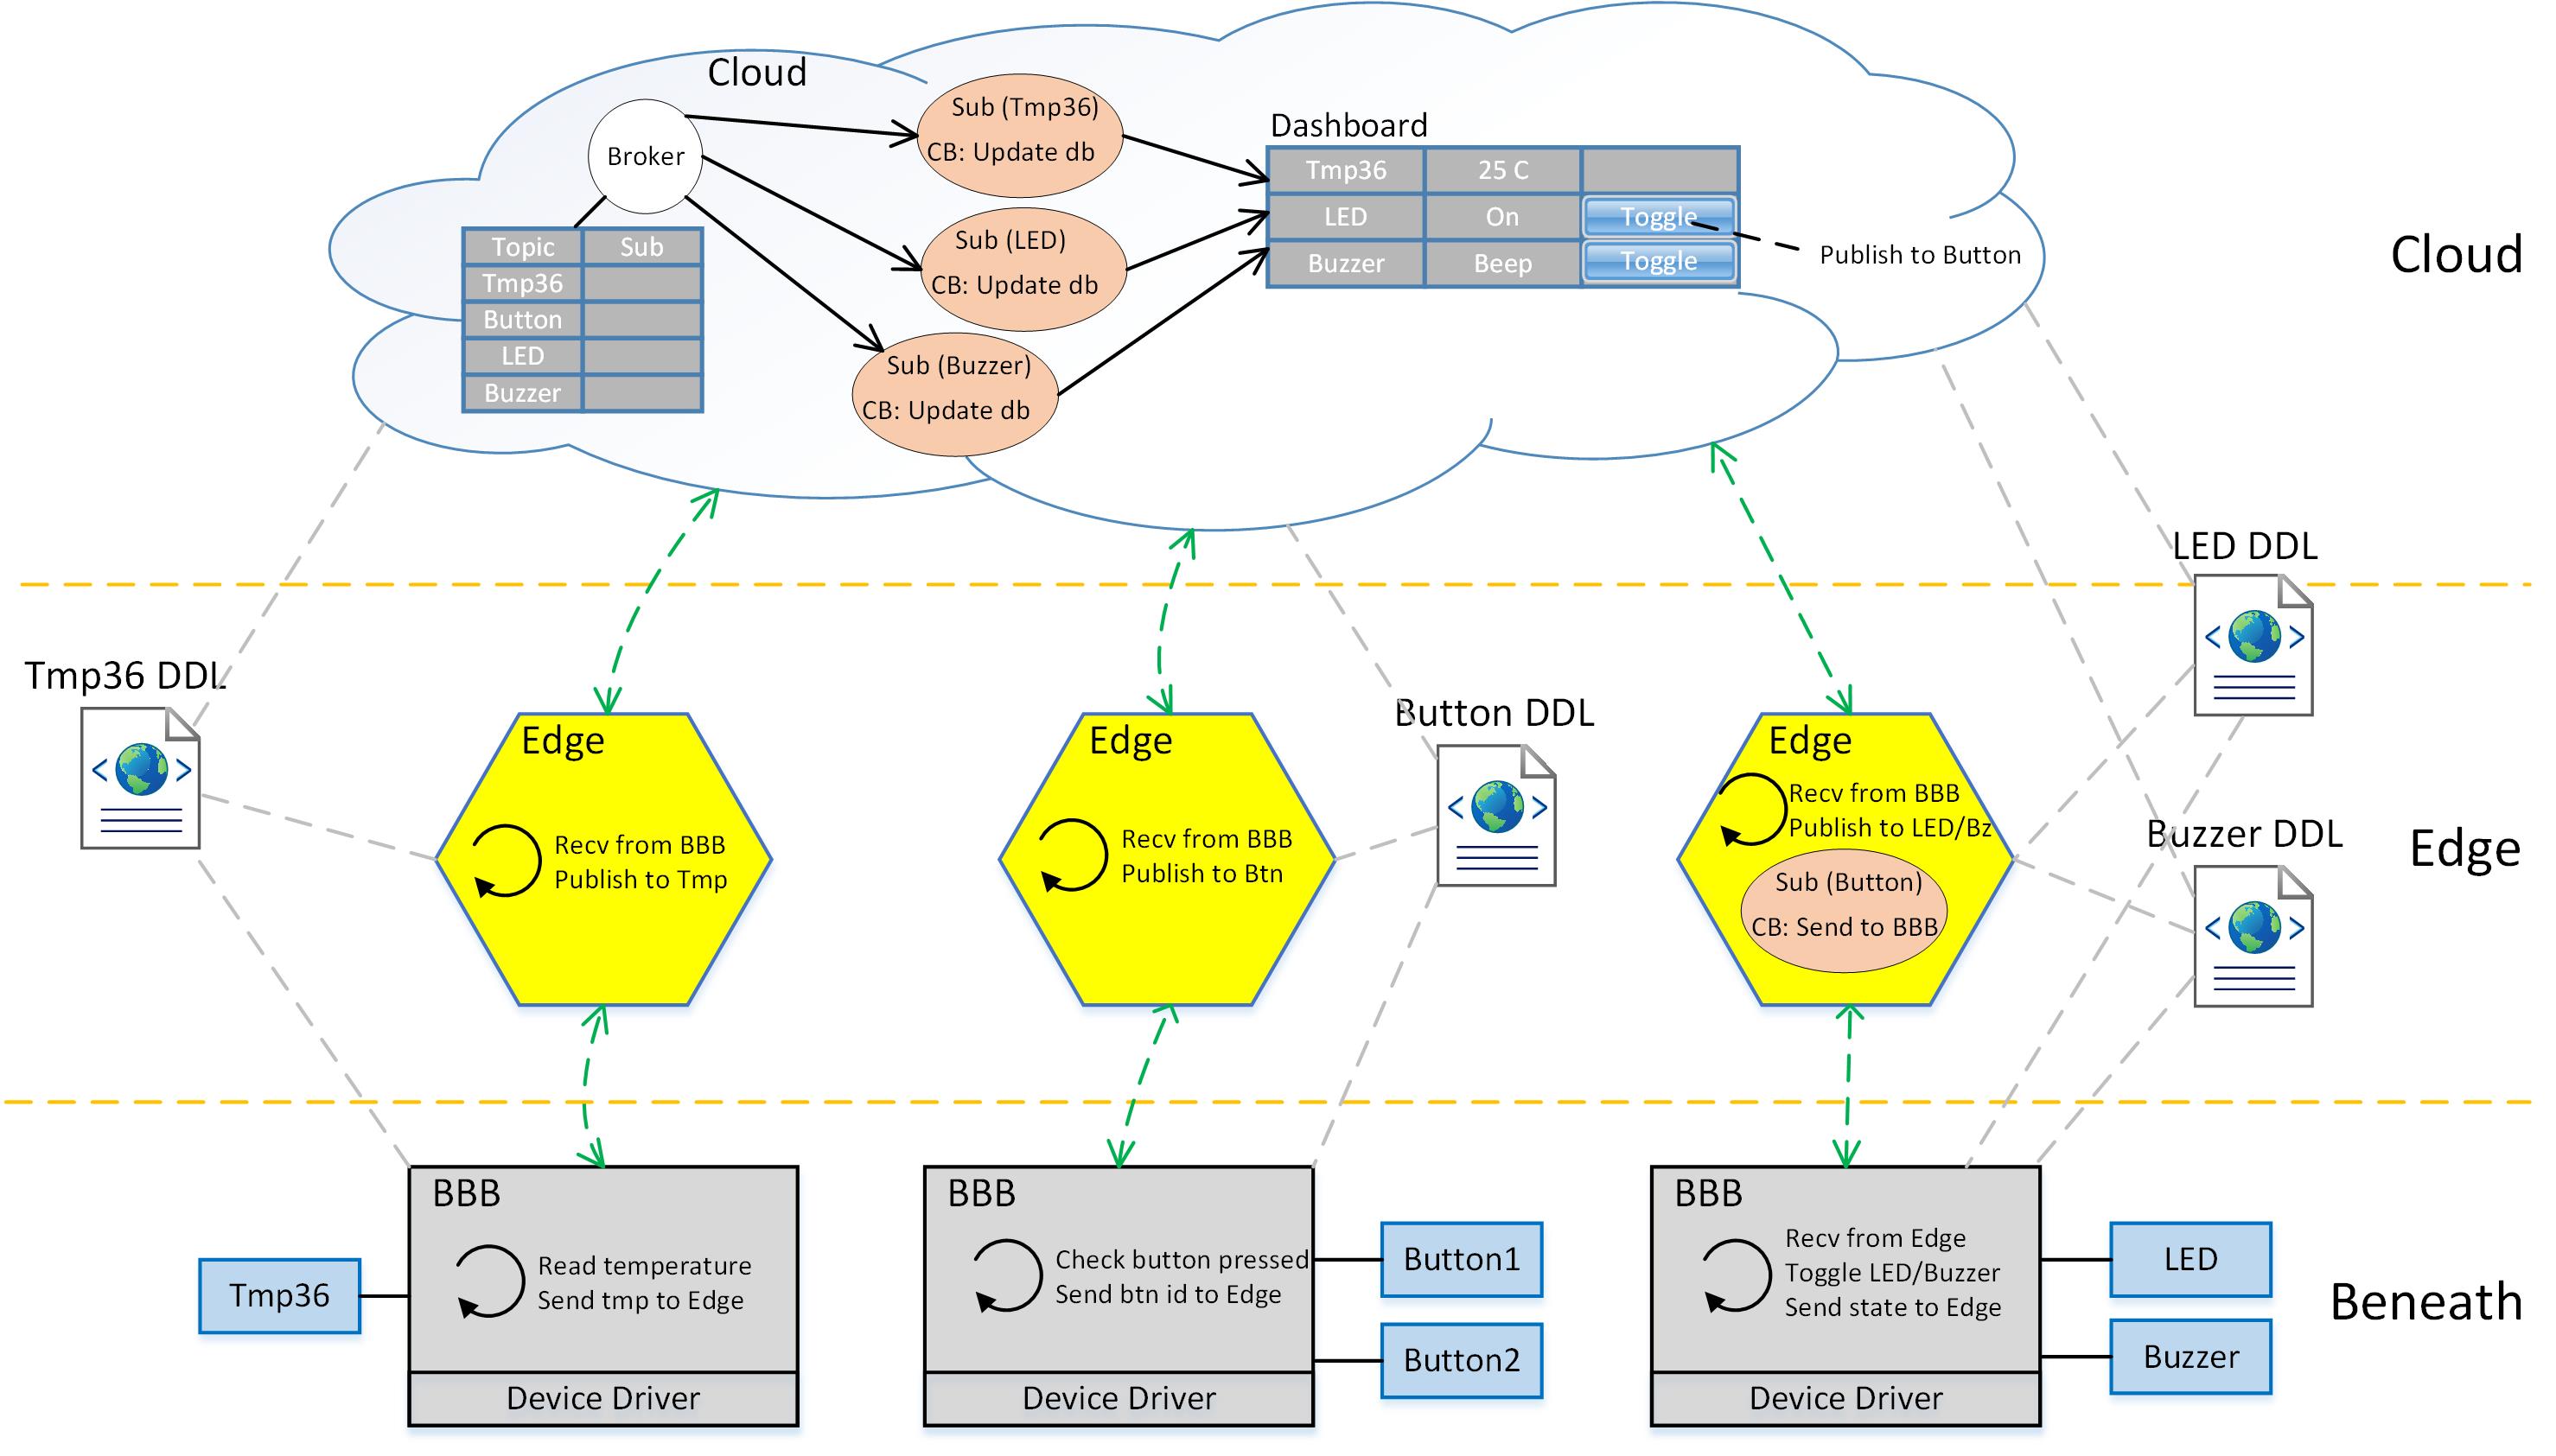 Cloud
Broker
Topic Sub
Tmp36
Button
LED
Buzzer
Sub (Tmp36)
CB: Update db
Sub (LED)
CB: Update db
Sub (Buzzer)
CB: Update db
Dashboard
Tmp36 25 C
LED On Toggle
Buzzer Beep Toggle
Publish to Button
Cloud
Tmp36 DDL
Edge
Recv from BBB
Publish to Tmp
Edge
Recv from BBB
Publish to Btn
Button DDL
Edge
Recv from BBB
Publish to LED/Bz
Sub (Button)
CB: Send to BBB
LED DDL
Buzzer DDL
Edge
Tmp36
BBB
Read temperature
Send tmp to Edge
Device Driver
BBB
Check button pressed
Send btn id to Edge
Device Driver
Button1
Button2
BBB
Recv from Edge
Toggle LED/Buzzer
Send state to Edge
Device Driver
LED
Buzzer
Beneath